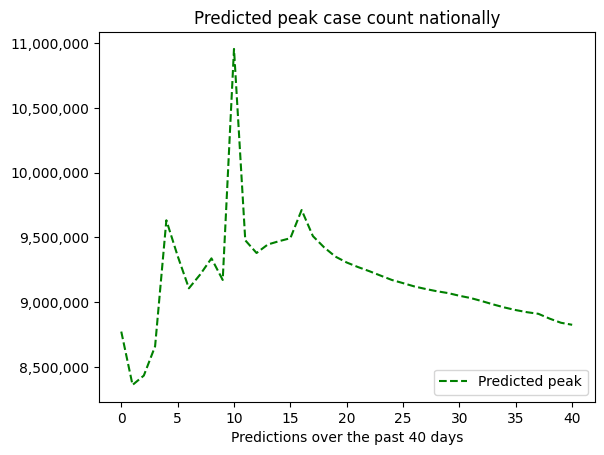 Predicted peak case count nationally
11,000,000
10,500,000
10,000,000
9,500,000
9,000,000
8,500,000
Predicted peak
0 5 10 15 20 25 30 35 40
Predictions over the past 40 days